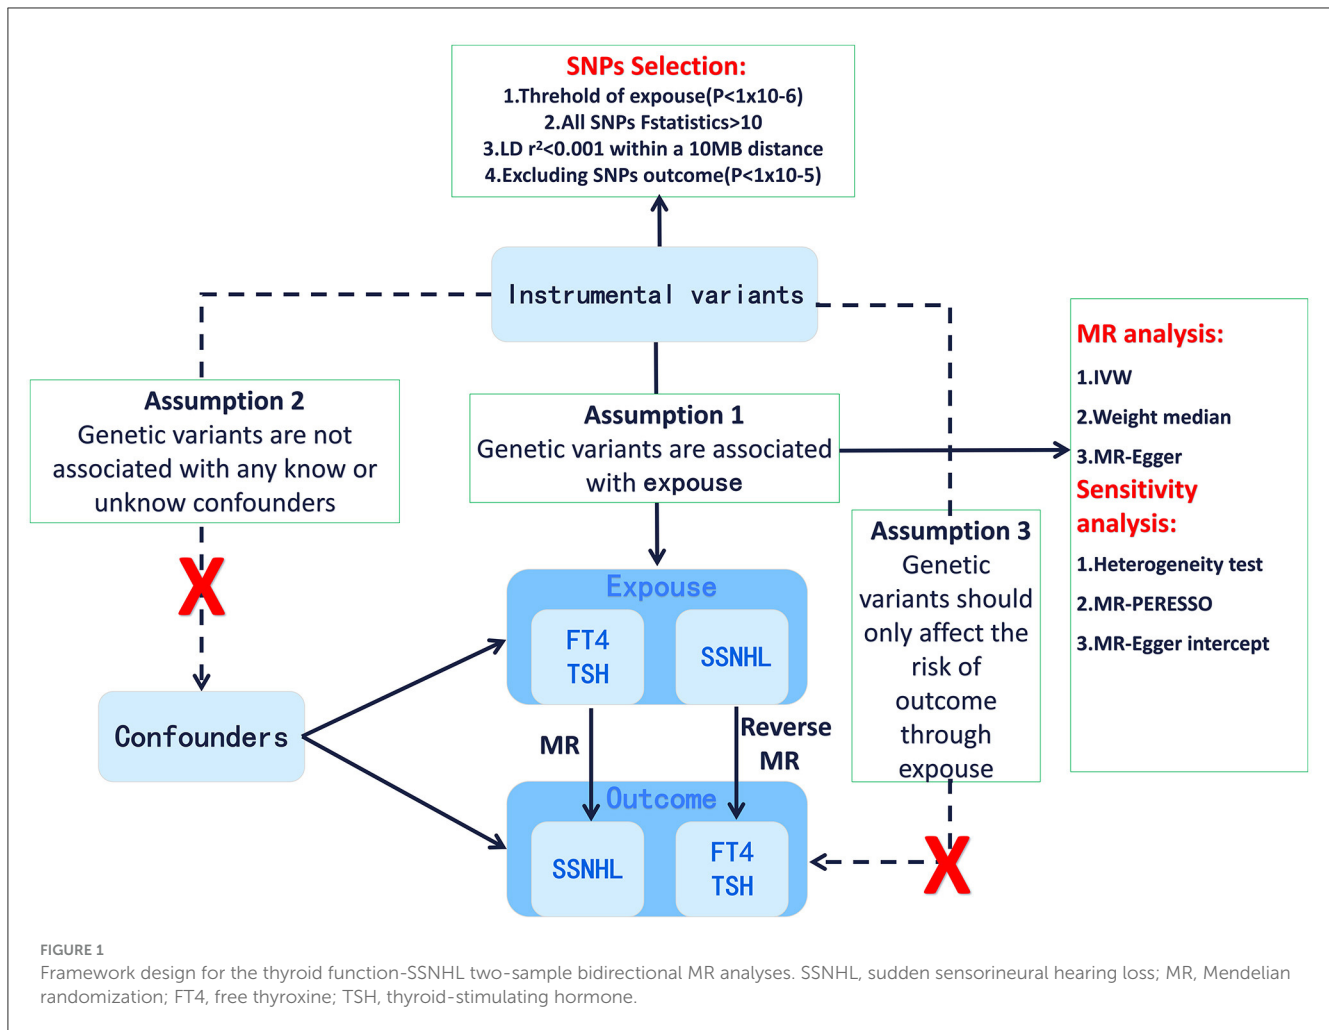 SNPs Selection:
1.Threhold of expouse(P<1x10-6)
2.All SNPs Fstatistics>10
3.LD r²<0.001 within a 10MB distance
4.Excluding SNPs outcome(P<1x10-5)
Instrumental variants
Assumption 2
Genetic variants are not
associated with any know or
unknow confounders
Assumption 1
Genetic variants are associated
with expouse
MR analysis:
1.IVW
2.Weight median
3.MR-Egger
Sensitivity
analysis:
1.Heterogeneity test
2.MR-PERESSO
3.MR-Egger intercept
Assumption 3
Genetic
variants should
only affect the
risk of
outcome
through
expouse
X
Expouse
FT4
TSH
SSNHL
Confounders
MR
Reverse
MR
Outcome
SSNHL
FT4
TSH
X
FIGURE 1
Framework design for the thyroid function-SSNHL two-sample bidirectional MR analyses. SSNHL, sudden sensorineural hearing loss; MR, Mendelian
randomization; FT4, free thyroxine; TSH, thyroid-stimulating hormone.